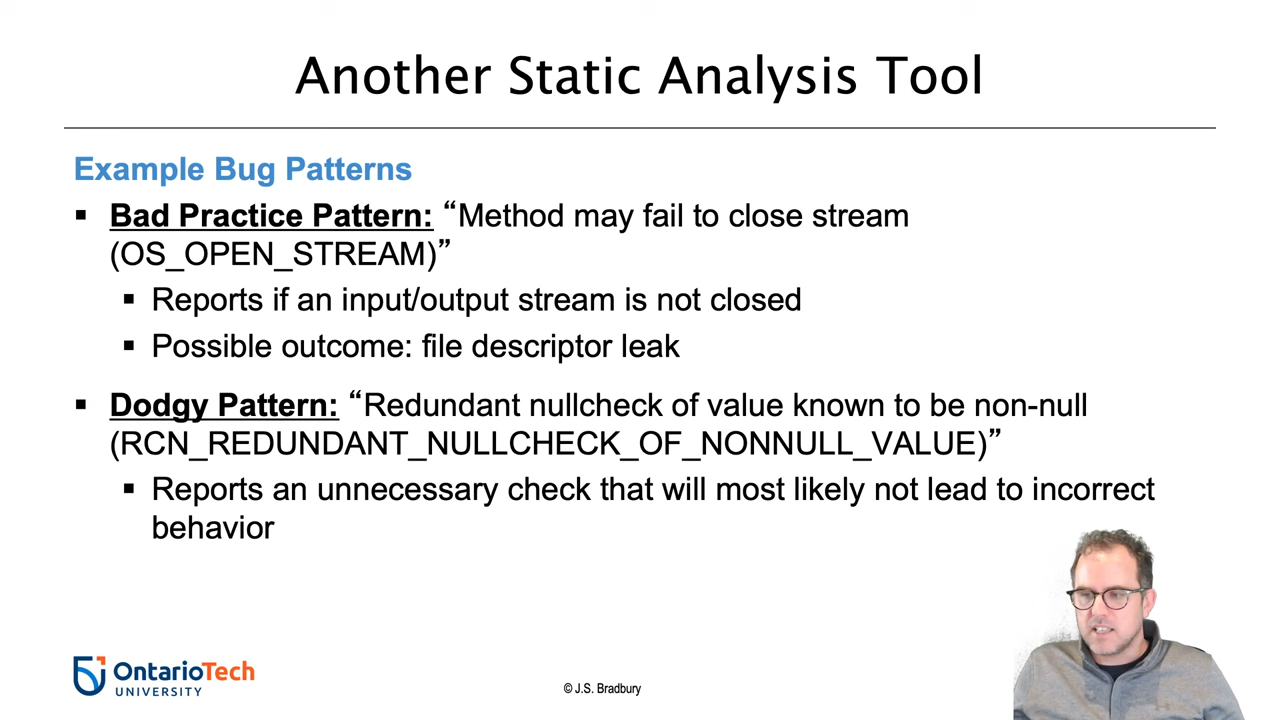 Another Static Analysis Tool
Example Bug Patterns
▪ Bad Practice Pattern: “Method may fail to close stream
(OS_OPEN_STREAM)”
▪ Reports if an input/output stream is not closed
▪ Possible outcome: file descriptor leak
▪ Dodgy Pattern: “Redundant nullcheck of value known to be non-null
(RCN_REDUNDANT_NULLCHECK_OF_NONNULL_VALUE)”
▪ Reports an unnecessary check that will most likely not lead to incorrect
behavior
OntarioTech
UNIVERSITY
© J.S. Bradbury